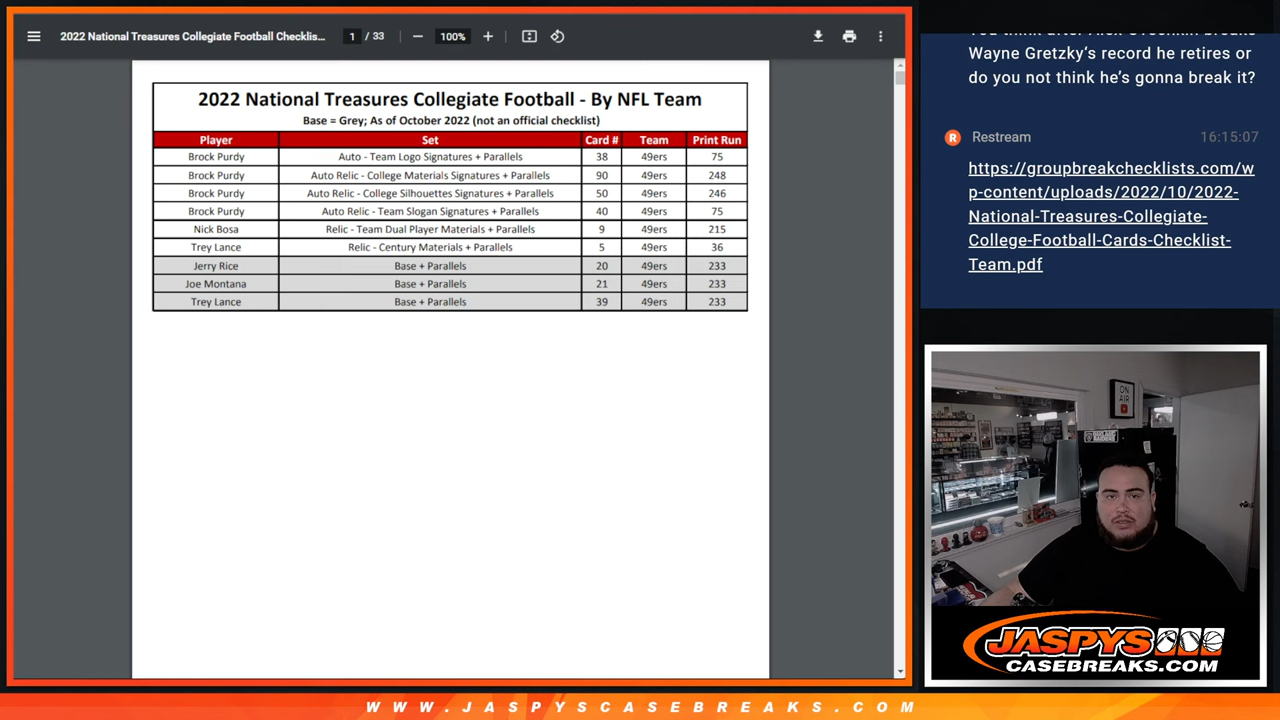 2022 National Treasures Collegiate Football Checklis...
1 / 33
100%
2022 National Treasures Collegiate Football - By NFL Team
Base = Grey; As of October 2022 (not an official checklist)
Player Set Card # Team Print Run
Brock Purdy Auto - Team Logo Signatures + Parallels 38 49ers 75
Brock Purdy Auto Relic - College Materials Signatures + Parallels 90 49ers 248
Brock Purdy Auto Relic - College Silhouettes Signatures + Parallels 50 49ers 246
Brock Purdy Auto Relic - Team Slogan Signatures + Parallels 40 49ers 75
Nick Bosa Relic - Team Dual Player Materials + Parallels 9 49ers 215
Trey Lance Relic - Century Materials + Parallels 5 49ers 36
Jerry Rice Base + Parallels 20 49ers 233
Joe Montana Base + Parallels 21 49ers 233
Trey Lance Base + Parallels 39 49ers 233
Wayne Gretzky's record he retires or
do you not think he's gonna break it?
R Restream 16:15:07
https://groupbreakchecklists.com/w
p-content/uploads/2022/10/2022-
National-Treasures-Collegiate-
College-Football-Cards-Checklist-
Team.pdf
ON
AIR
JASPYS
CASEBREAKS.COM
WWW.JASPYSCASEBREAKS.COM